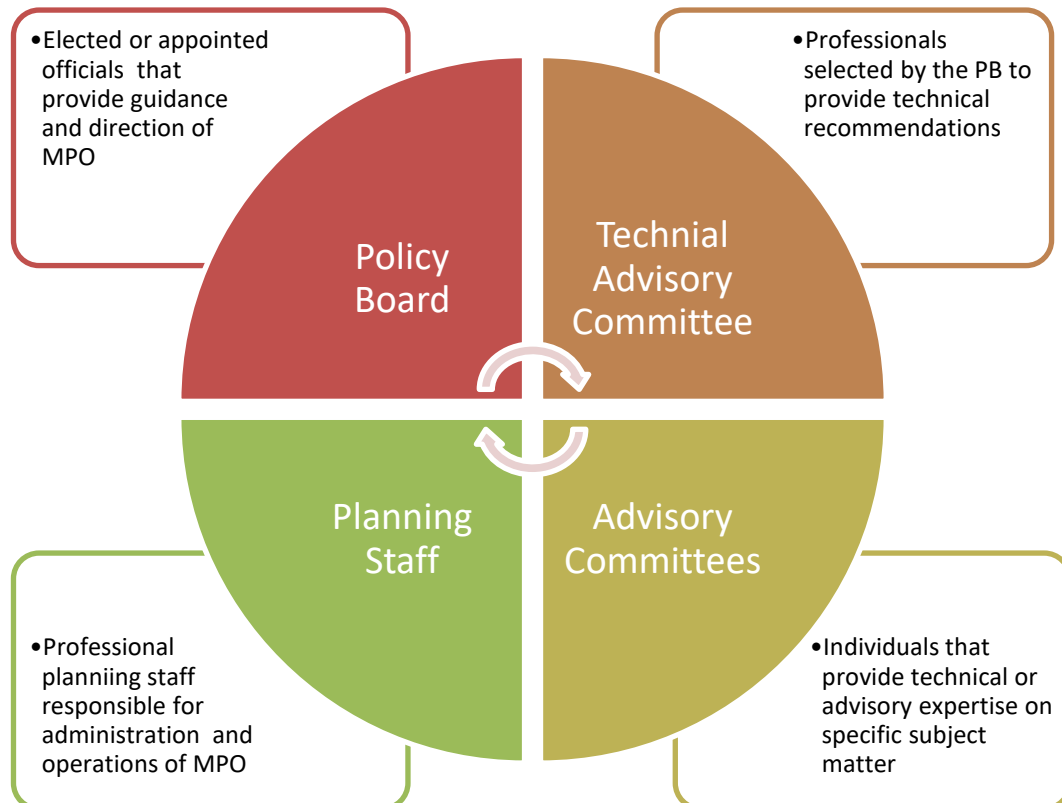 •Elected or appointed
officials that
provide guidance
and direction of
MPO
•Professionals
selected by the PB to
provide technical
recommendations
Policy
Board
Technial
Advisory
Committee
Planning
Staff
Advisory
Committees
•Professional
planniing staff
responsible for
administration and
operations of MPO
•Individuals that
provide technical or
advisory expertise on
specific subject
matter